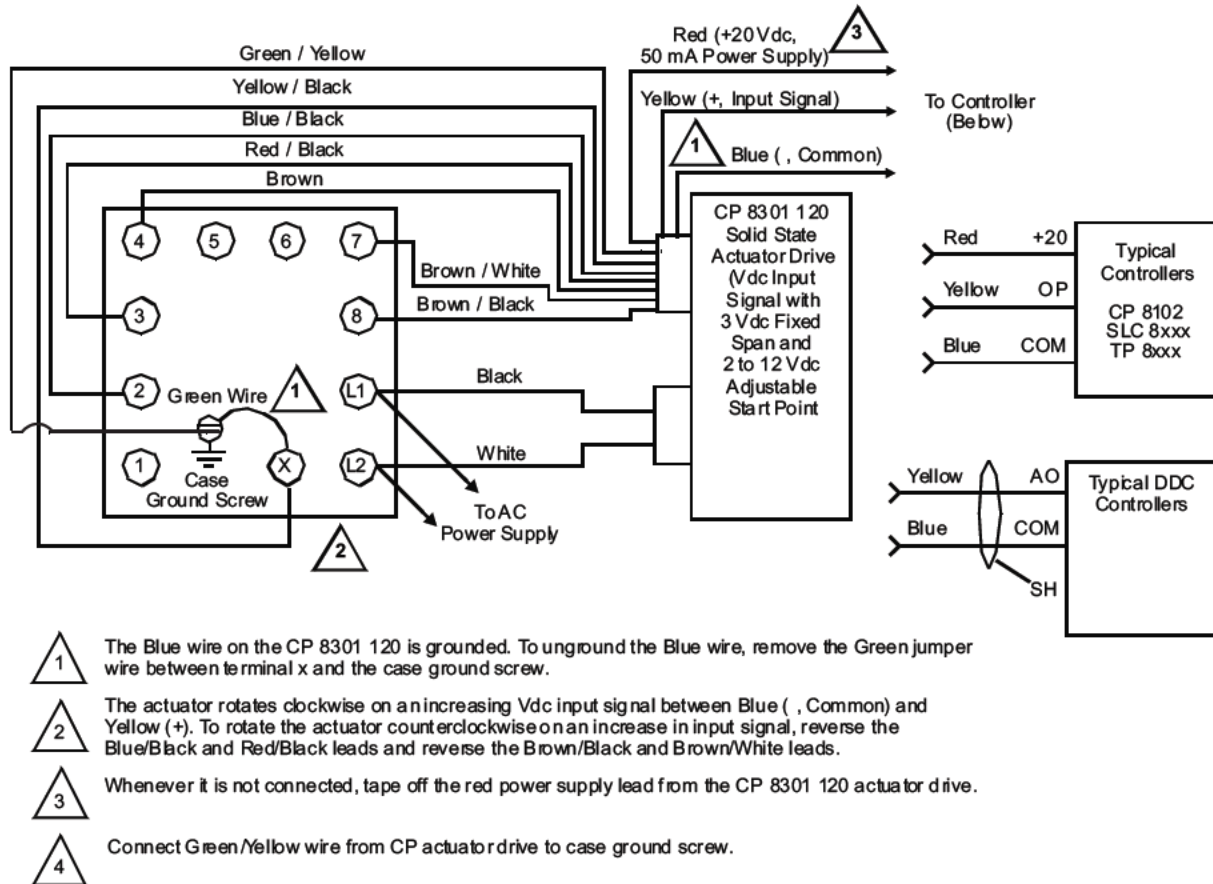 Green / Yellow
Yellow / Black
Blue / Black
Red / Black
Brown
Red (+20 Vdc,
50 mA Power Supply)
3
Yellow (+, Input Signal)
To Controller
(Below)
1
Blue ( , Common)
4
5
6
7
3
8
2
L1
1
X
L2
Green Wire
1
Case
Ground Screw
2
Brown / White
Brown / Black
Black
White
To AC
Power Supply
CP 8301 120
Solid State
Actuator Drive
(Vdc Input
Signal with
3 Vdc Fixed
Span and
2 to 12 Vdc
Adjustable
Start Point
Red +20
Yellow OP
Blue COM
Typical
Controllers
CP 8102
SLC 8xxx
TP 8xxx
Yellow AO
Blue COM
SH
Typical DDC
Controllers
1
The Blue wire on the CP 8301 120 is grounded. To unground the Blue wire, remove the Green jumper
wire between terminal x and the case ground screw.
2
The actuator rotates clockwise on an increasing Vdc input signal between Blue ( , Common) and
Yellow (+). To rotate the actuator counterclockwise on an increase in input signal, reverse the
Blue/Black and Red/Black leads and reverse the Brown/Black and Brown/White leads.
3
Whenever it is not connected, tape off the red power supply lead from the CP 8301 120 actuator drive.
4
Connect Green/Yellow wire from CP actuator drive to case ground screw.